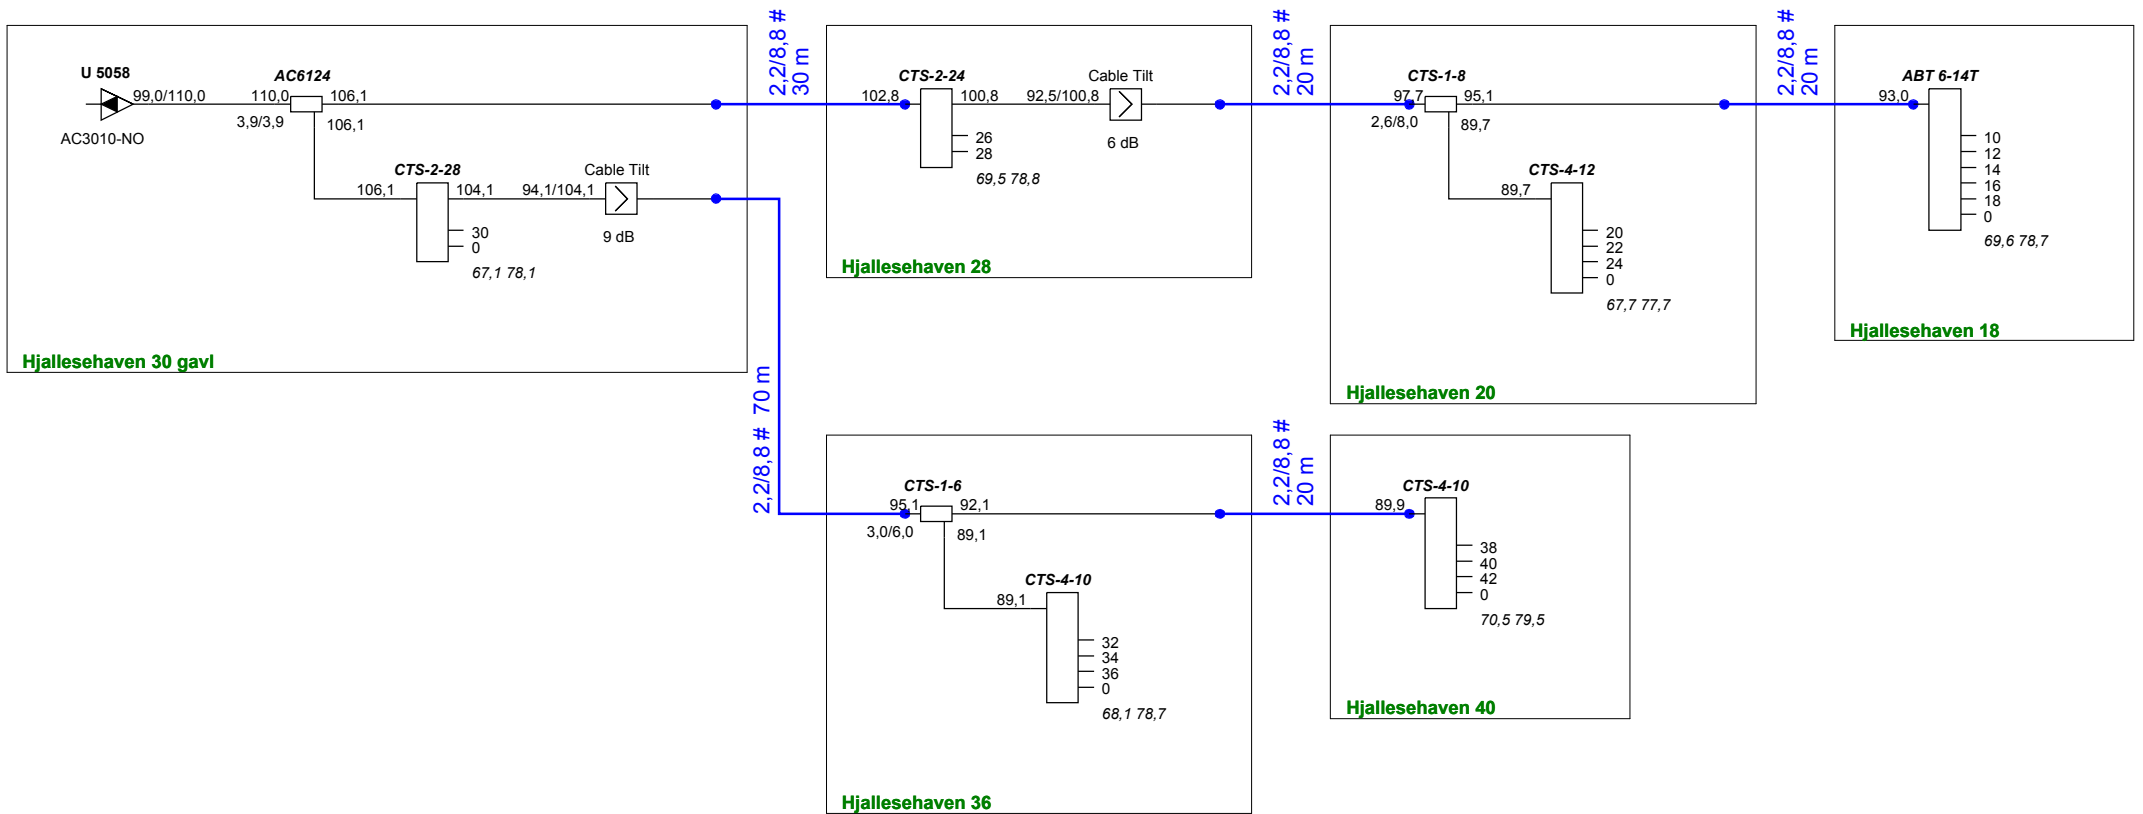 U 5058
99,0/110,0
AC3010-NO
AC6124
110,0
106,1
3,9/3,9
106,1
CTS-2-28
106,1
104,1
94,1/104,1
Cable Tilt
9 dB
30
0
67,1 78,1
Hjallesehaven 30 gavl
2,2/8,8 #
30 m
CTS-2-24
102,8
100,8
92,5/100,8
Cable Tilt
6 dB
26
28
69,5 78,8
Hjallesehaven 28
2,2/8,8 #
20 m
CTS-1-8
97,7
95,1
2,6/8,0
89,7
CTS-4-12
89,7
20
22
24
0
67,7 77,7
Hjallesehaven 20
2,2/8,8 #
20 m
ABT 6-14T
93,0
10
12
14
16
18
0
69,6 78,7
Hjallesehaven 18
2,2/8,8 # 70 m
CTS-1-6
95,1
92,1
3,0/6,0
89,1
CTS-4-10
89,1
32
34
36
0
68,1 78,7
Hjallesehaven 36
2,2/8,8 #
20 m
CTS-4-10
89,9
38
40
42
0
70,5 79,5
Hjallesehaven 40